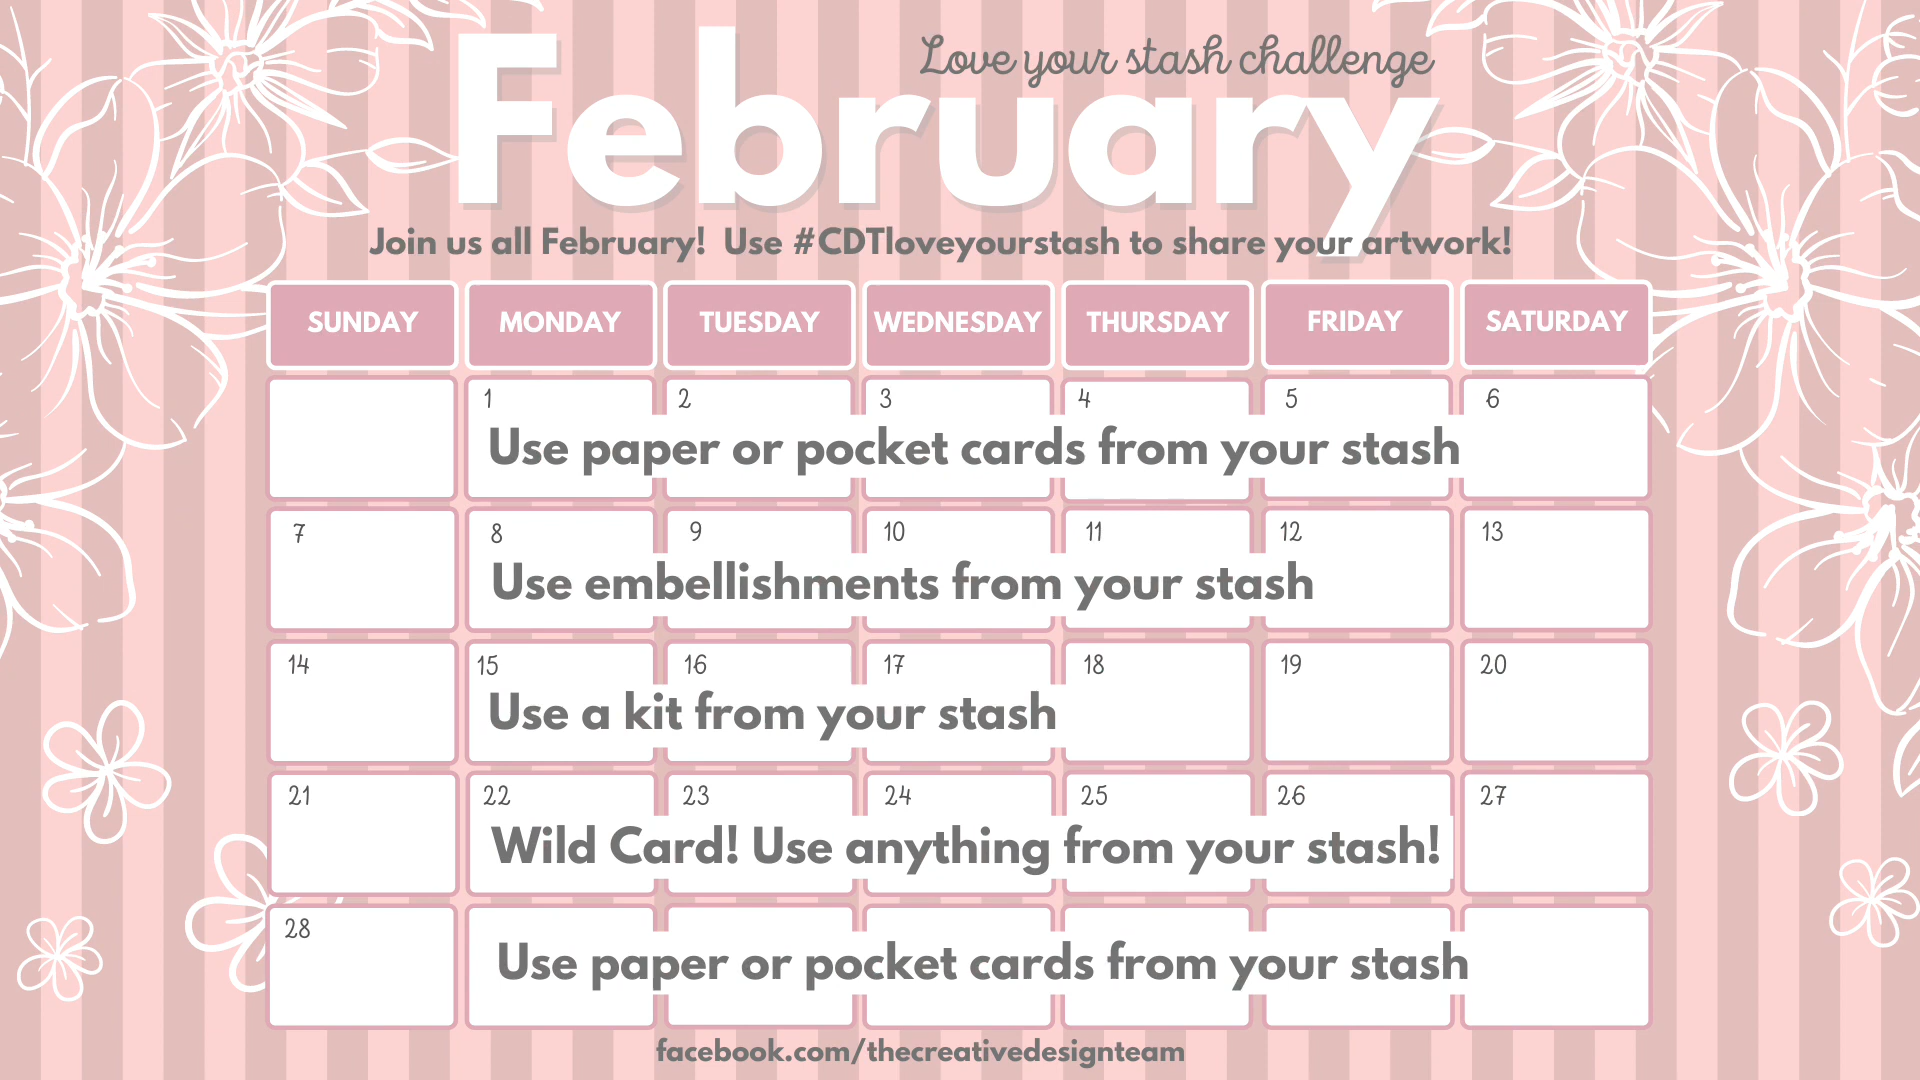 Love your stash challenge
February
Join us all February! Use #CDTloveyourstash to share your artwork!
SUNDAY MONDAY TUESDAY WEDNESDAY THURSDAY FRIDAY SATURDAY
1 2 3 4 5 6
Use paper or pocket cards from your stash
7 8 9 10 11 12 13
Use embellishments from your stash
14 15 16 17 18 19 20
Use a kit from your stash
21 22 23 24 25 26 27
Wild Card! Use anything from your stash!
28
Use paper or pocket cards from your stash
facebook.com/thecreativedesignteam